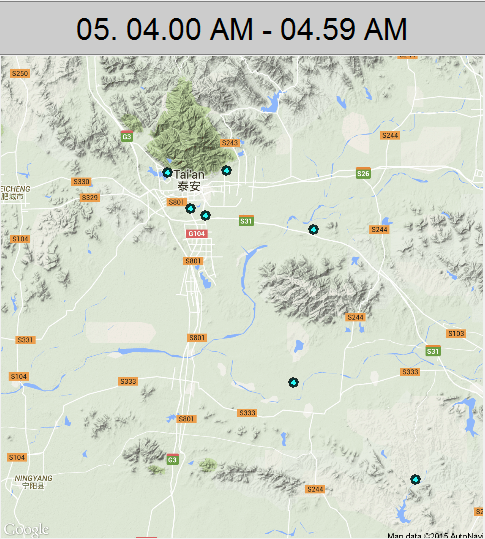 05. 04.00 AM - 04.59 AM
S250
G3
S244
S243
S26
Tai'an
泰安
S330
EICHENG
肥城市
S329
S801
S31
S244
G104
S104
S801
S244
S331
S801
S103
S31
S104
S333
S333
S333
S801
S104
G3
NINGYANG
宁阳县
S244
Google
Map data ©2015 AutoNavi